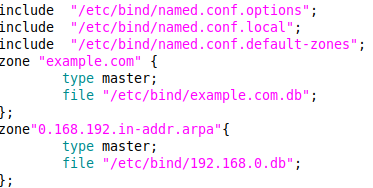 include "/etc/bind/named.conf.options";
include "/etc/bind/named.conf.local";
include "/etc/bind/named.conf.default-zones";
zone "example.com" {
type master;
file "/etc/bind/example.com.db";
};
zone"0.168.192.in-addr.arpa"{
type master;
file "/etc/bind/192.168.0.db";
};